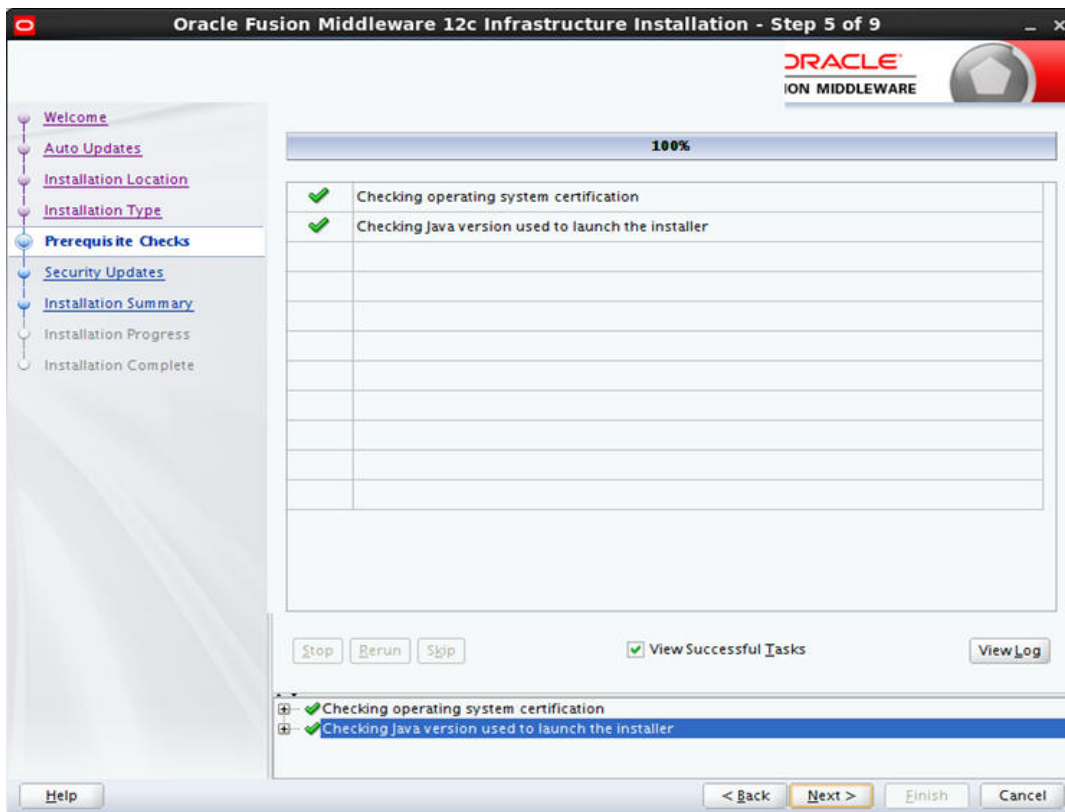 Oracle Fusion Middleware 12c Infrastructure Installation - Step 5 of 9
ORACLE
ION MIDDLEWARE
Welcome
Auto Updates
Installation Location
Installation Type
Prerequisite Checks
Security Updates
Installation Summary
Installation Progress
Installation Complete
100%
Checking operating system certification
Checking Java version used to launch the installer
Stop Rerun Skip View Successful Tasks View Log
Checking operating system certification
Checking Java version used to launch the installer
Help < Back Next > Finish Cancel